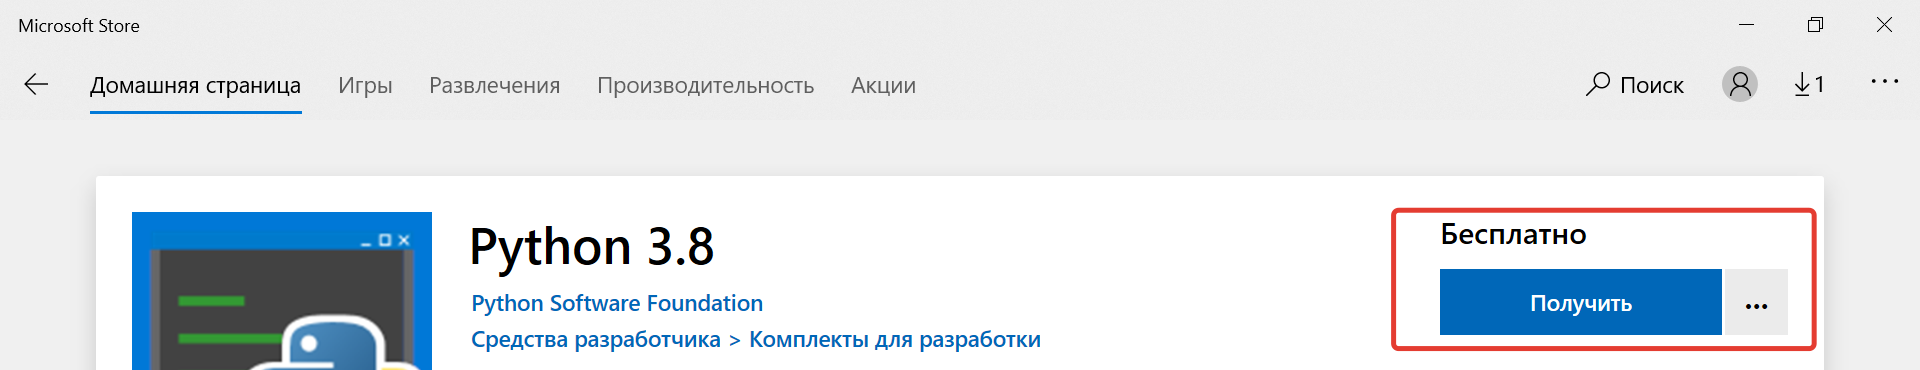 Microsoft Store
Домашняя страница Игры Развлечения Производительность Акции Поиск 1
Python 3.8
Бесплатно
Python Software Foundation
Получить
Средства разработчика > Комплекты для разработки